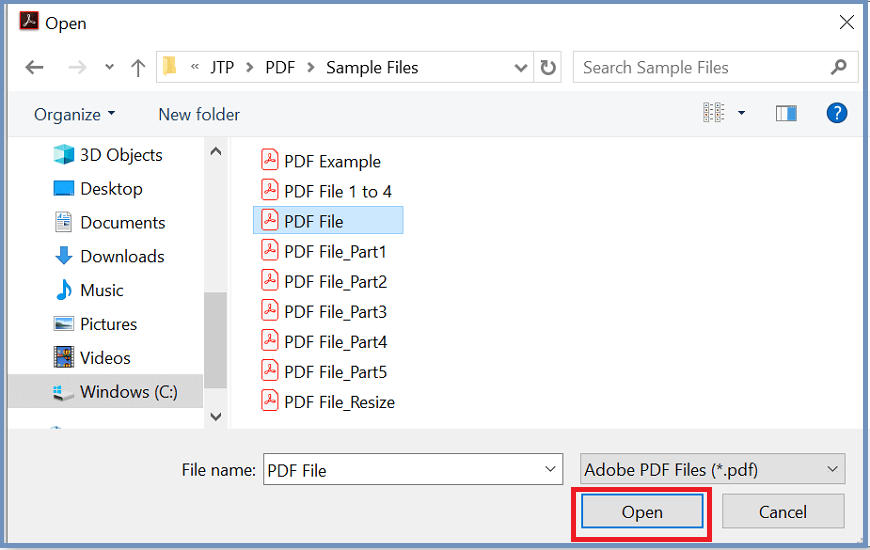 Open
« JTP > PDF > Sample Files
Search Sample Files
Organize
New folder
?
3D Objects
Desktop
Documents
Downloads
Music
Pictures
Videos
Windows (C:)
PDF Example
PDF File 1 to 4
PDF File
PDF File_Part1
PDF File_Part2
PDF File_Part3
PDF File_Part4
PDF File_Part5
PDF File_Resize
File name: PDF File
Adobe PDF Files (*.pdf)
Open
Cancel